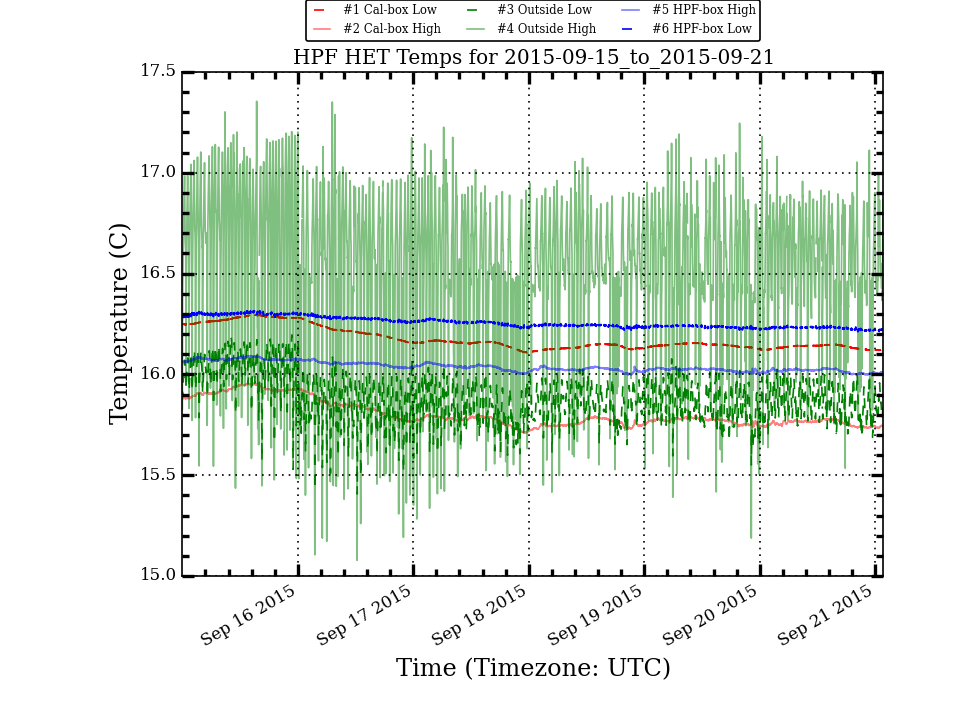 #1 Cal-box Low #3 Outside Low #5 HPF-box High
#2 Cal-box High #4 Outside High #6 HPF-box Low
HPF HET Temps for 2015-09-15_to_2015-09-21
17.5
17.0
16.5
16.0
15.5
15.0
Temperature (C)
Sep 16 2015 Sep 17 2015 Sep 18 2015 Sep 19 2015 Sep 20 2015 Sep 21 2015
Time (Timezone: UTC)